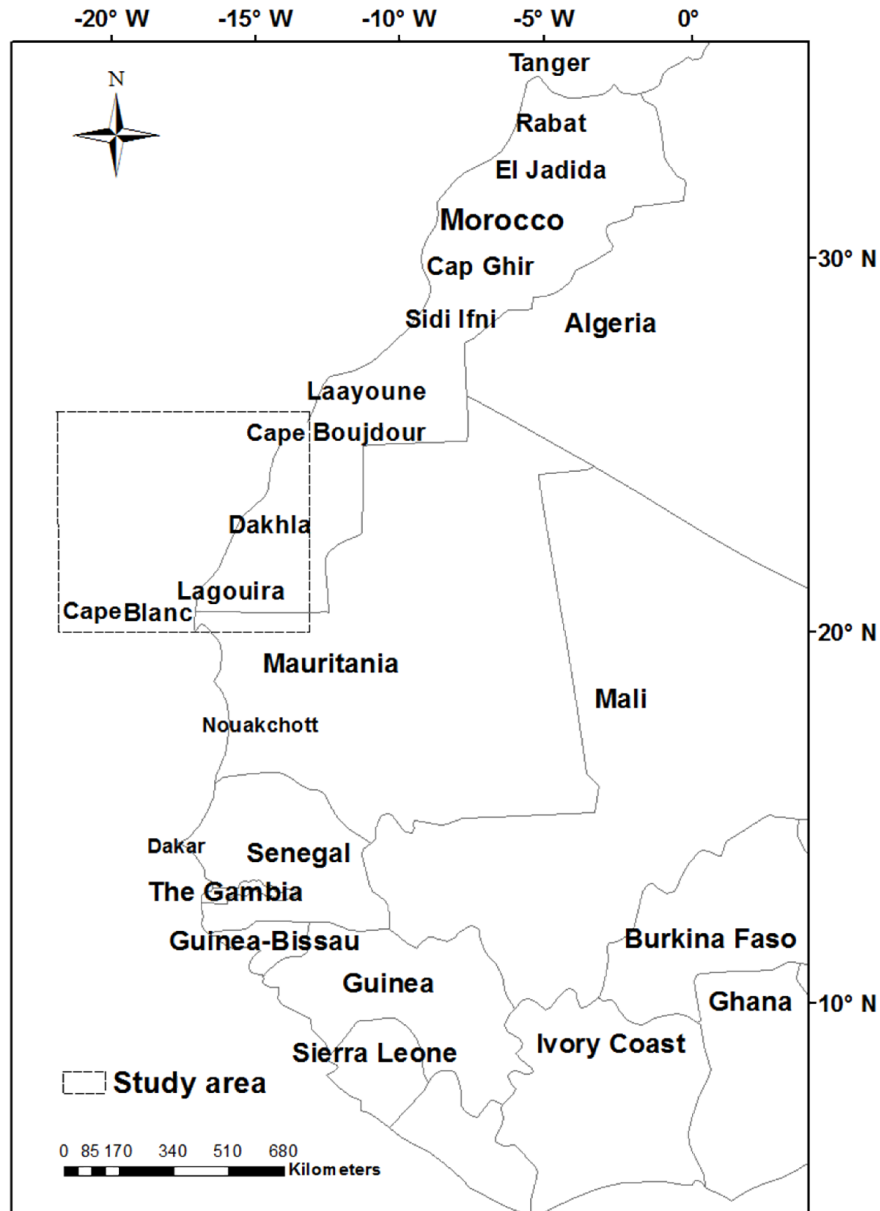 -20° W -15° W -10° W -5° W 0°
N
Tanger
Rabat
El Jadida
Morocco
30° N
Cap Ghir
Sidi Ifni
Algeria
Laayoune
Cape Boujdour
Dakhla
Lagouira
Cape Blanc
20° N
Mauritania
Mali
Nouakchott
Dakar
Senegal
The Gambia
Guinea-Bissau
Burkina Faso
Guinea
Ghana
10° N
Ivory Coast
Sierra Leone
Study area
0 85 170 340 510 680
Kilometers